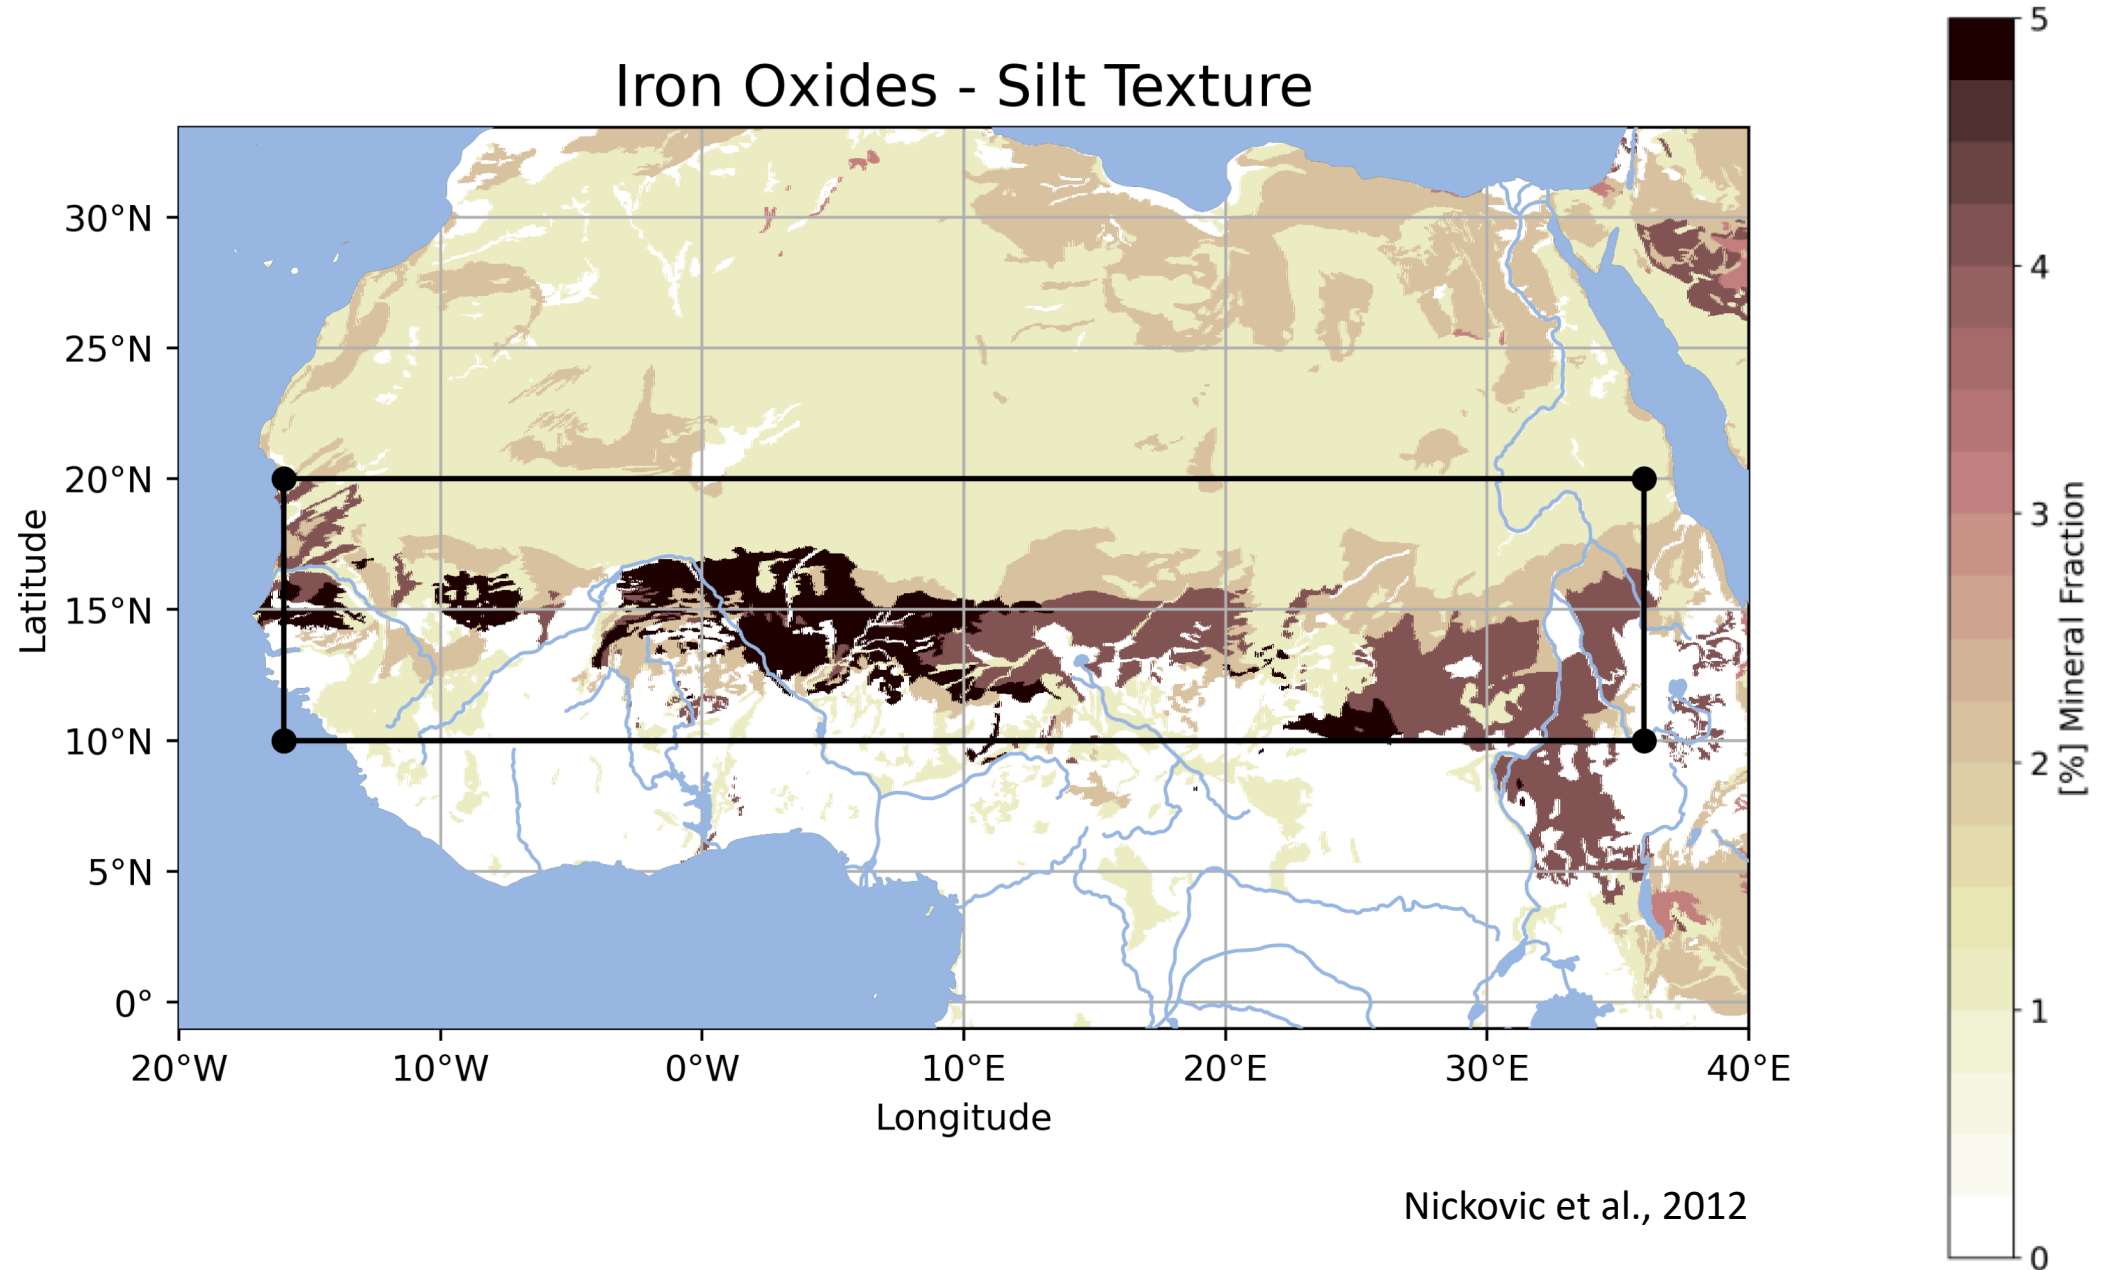 Iron Oxides - Silt Texture
30°N
25°N
20°N
15°N
10°N
5°N
0°
Latitude
20°W
10°W
0°W
10°E
20°E
30°E
40°E
Longitude
5
4
3
2
1
0
[%] Mineral Fraction
Nickovic et al., 2012